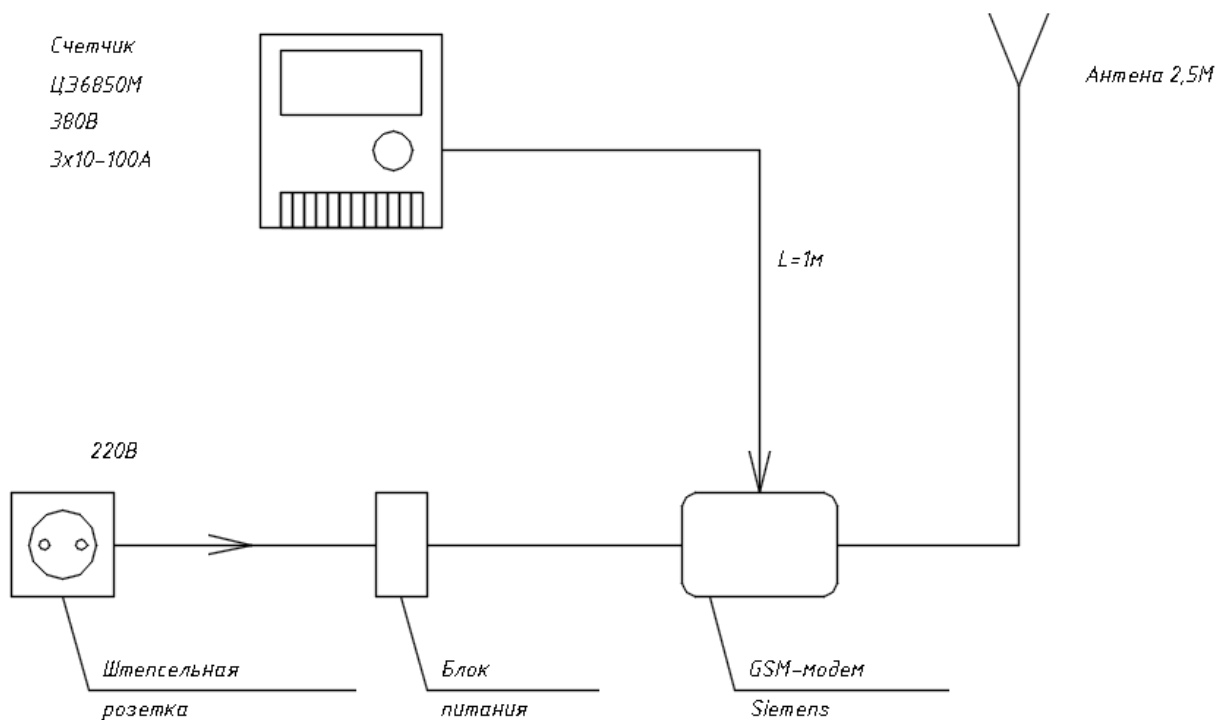 Счетчик
ЦЭ6850М
380В
3х10-100А
Антена 2,5М
L=1м
220В
Штепсельная
розетка
Блок
питания
GSM-модем
Siemens